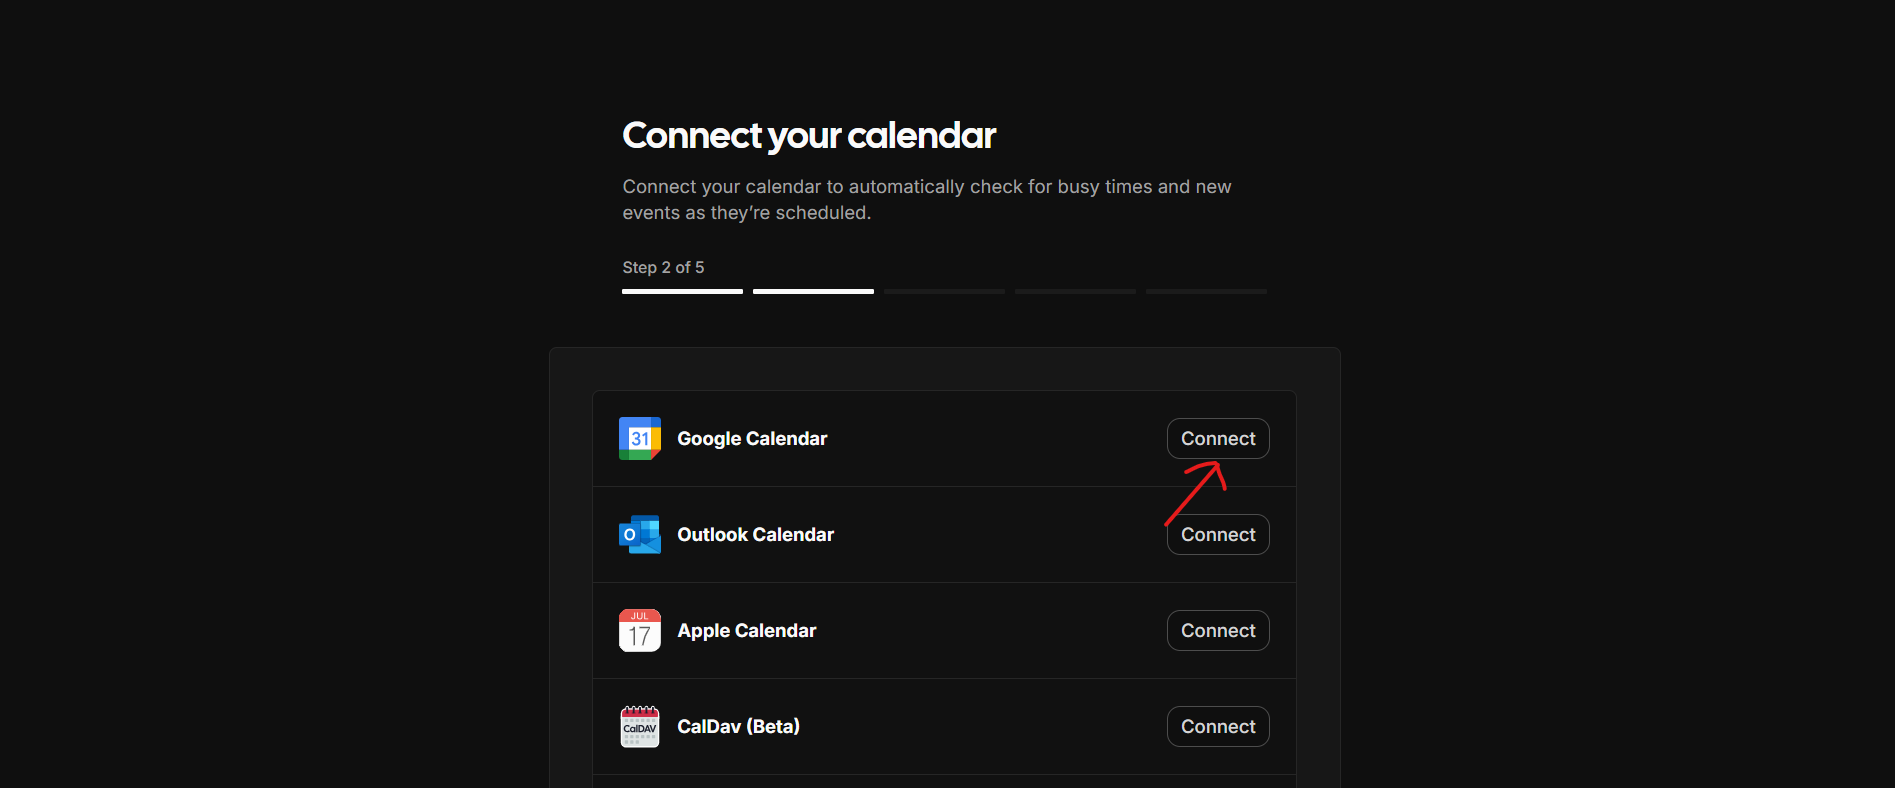 Connect your calendar
Connect your calendar to automatically check for busy times and new
events as they’re scheduled.
Step 2 of 5
31 Google Calendar Connect
O Outlook Calendar Connect
JUL
17 Apple Calendar Connect
CalDAV CalDav (Beta) Connect